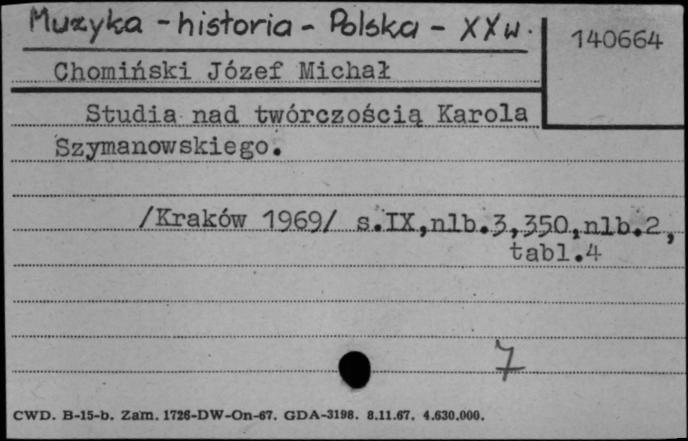 Muzyka - historia - Polska - XX w.
140664
Chomiński Józef Michał
Studia nad twórczością Karola
Szymanowskiego.
/Kraków 1969/ s.IX,nlb.3,350,nlb.2,
tabl.4
7
CWD. B-15-b. Zam. 1726-DW-On-67. GDA-3198. 8.11.67. 4.630.000.